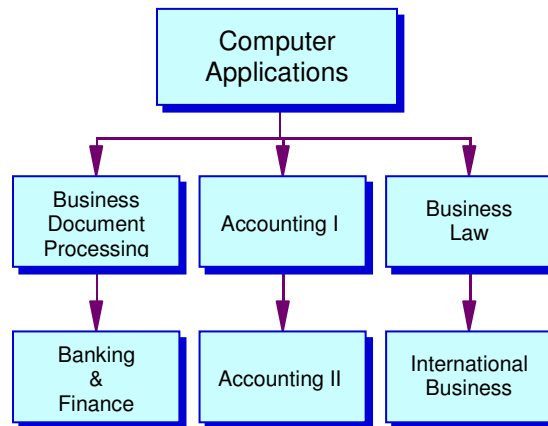 Computer
Applications
Business
Document
Processing
Accounting I
Business
Law
Banking
&
Finance
Accounting II
International
Business